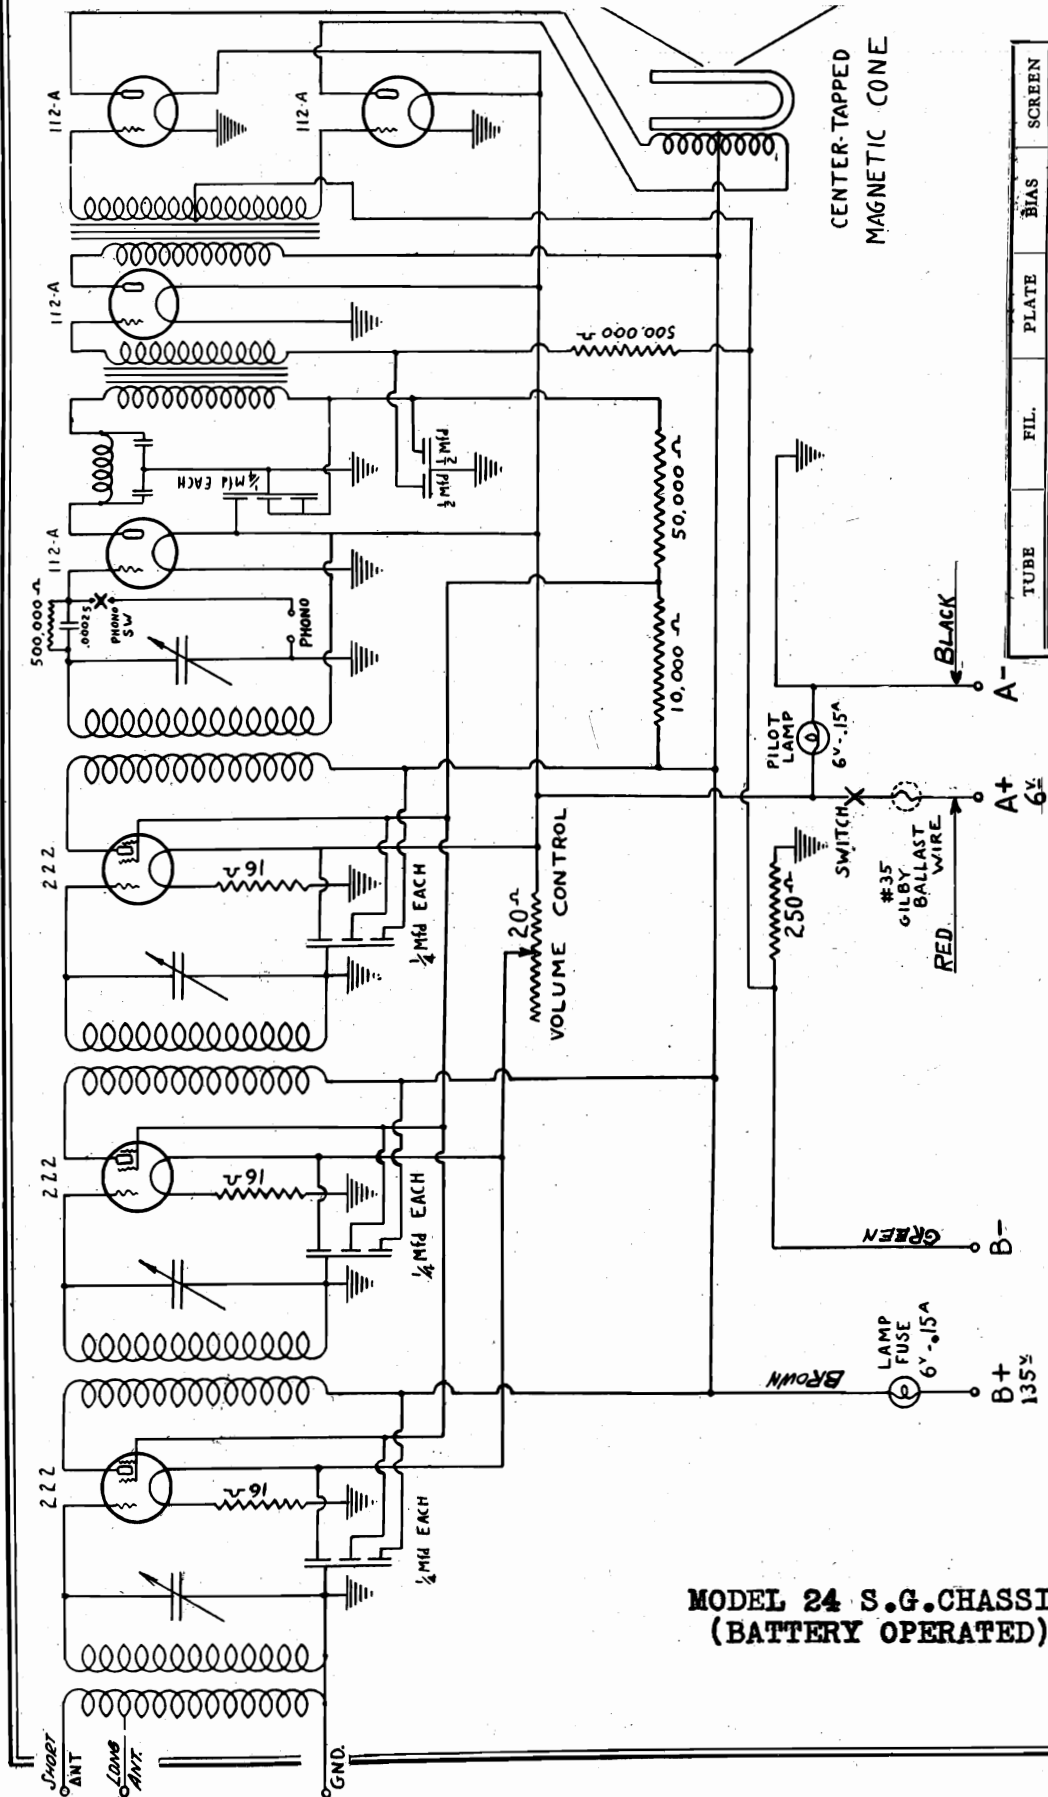 SHORT
ANT
LONG
ANT.
GND.
222
16 Ω
¼ Mfd EACH
222
16 Ω
½ Mfd EACH
222
16 Ω
¼ Mfd EACH
500,000 Ω
.00025
PHONO
SW
PHONO
112-A
¼ Mfd EACH
½ Mfd
½ Mfd
112-A
500,000 Ω
112-A
112-A
CENTER-TAPPED
MAGNETIC CONE
50,000 Ω
10,000 Ω
20 Ω
VOLUME CONTROL
PILOT
LAMP
6V-.15A
250 Ω
SWITCH
#35
GILBY
BALLAST
WIRE
RED
BLACK
A-
A+
6V.
GREEN
B-
BROWN
LAMP
FUSE
6V-.15A
B+
135V
TUBE
FIL.
PLATE
BIAS
SCREEN
MODEL 24 S.G.CHASSI
(BATTERY OPERATED)